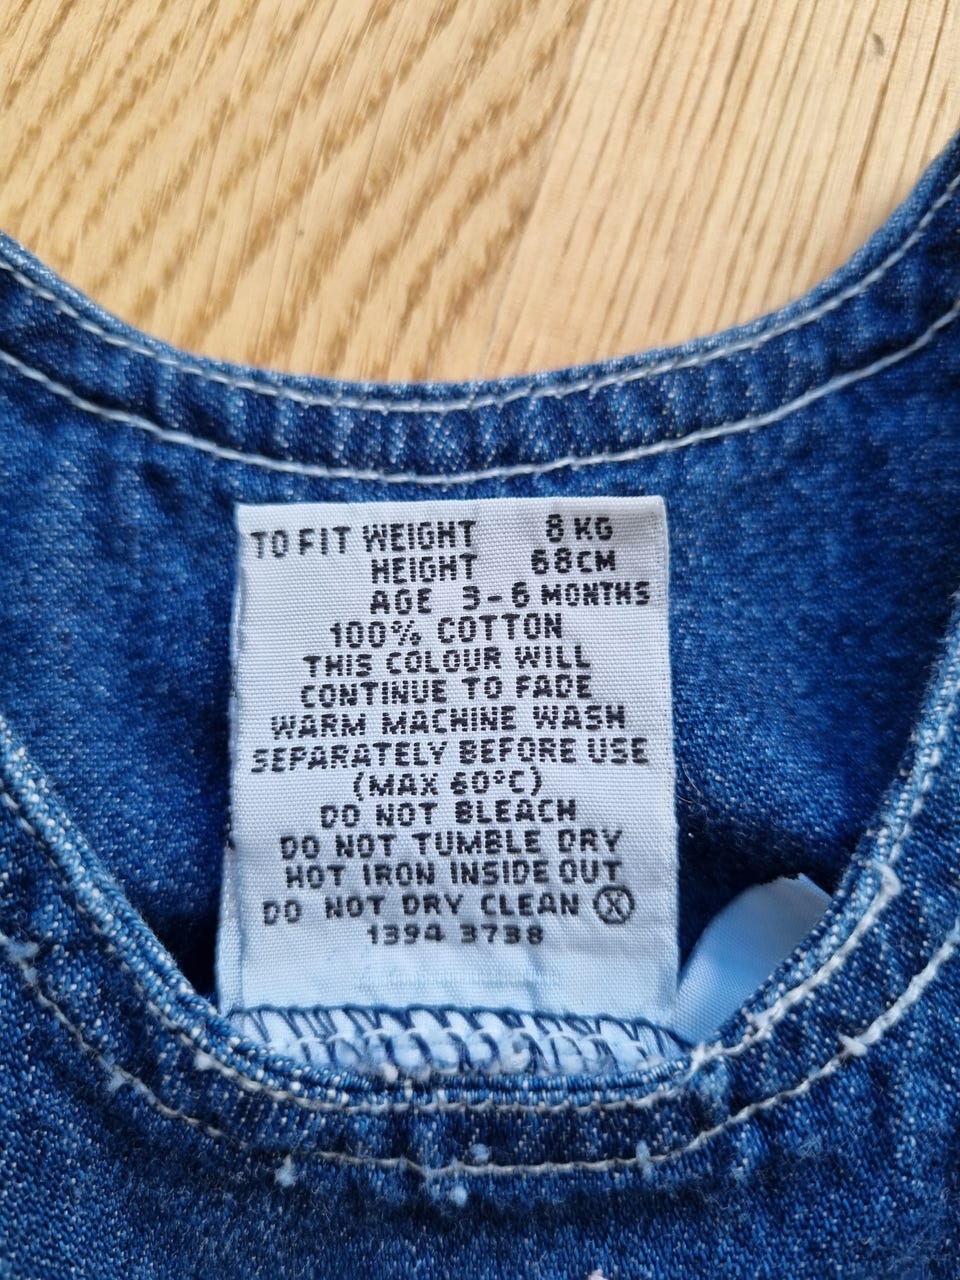 TO FIT WEIGHT 8 KG
HEIGHT 68CM
AGE 3-6 MONTHS
100% COTTON
THIS COLOUR WILL
CONTINUE TO FADE
WARM MACHINE WASH
SEPARATELY BEFORE USE
(MAX 60°C)
DO NOT BLEACH
DO NOT TUMBLE DRY
HOT IRON INSIDE OUT
DO NOT DRY CLEAN Ⓧ
1394 3738